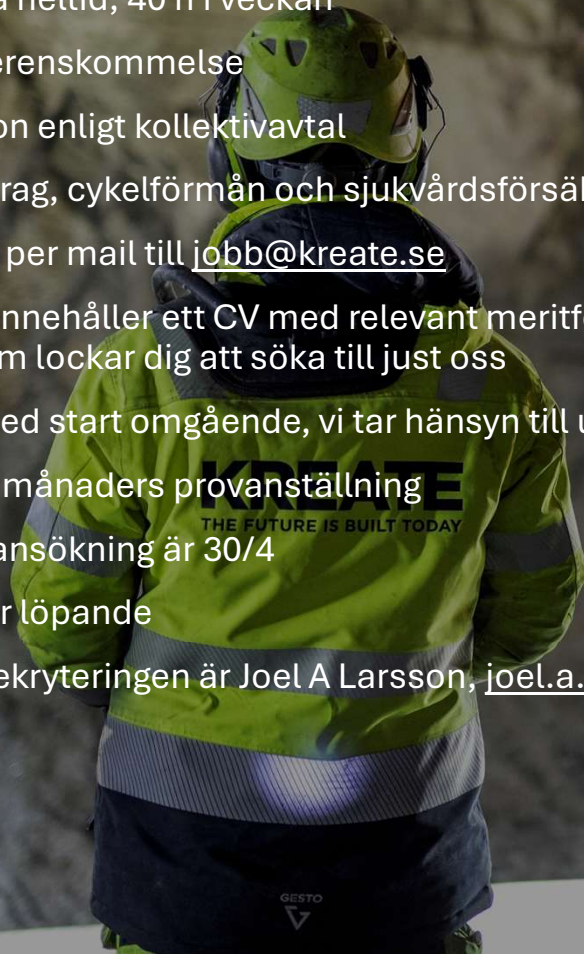 heltid, 40 h i veckan
erenskommelse
on enligt kollektivavtal
rag, cykelförmån och sjukvårdsförsäk
per mail till jobb@kreate.se
nnehåller ett CV med relevant meritfö
m lockar dig att söka till just oss
ed start omgående, vi tar hänsyn till u
månaders provanställning
KREATE
THE FUTURE IS BUILT TODAY
ansökning är 30/4
r löpande
ekryteringen är Joel A Larsson, joel.a.
GESTO